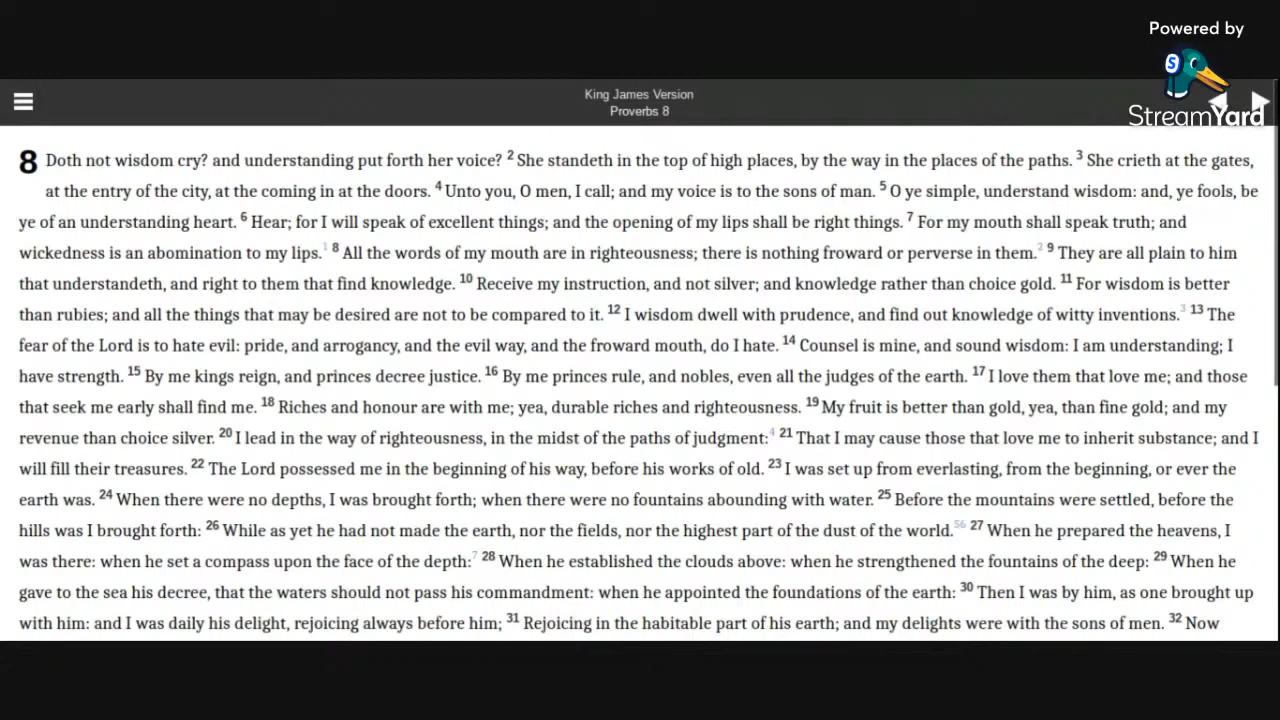 Powered by
StreamYard
King James Version
Proverbs 8
8 Doth not wisdom cry? and understanding put forth her voice? 2 She standeth in the top of high places, by the way in the places of the paths. 3 She crieth at the gates,
at the entry of the city, at the coming in at the doors. 4 Unto you, O men, I call; and my voice is to the sons of man. 5 O ye simple, understand wisdom: and, ye fools, be
ye of an understanding heart. 6 Hear; for I will speak of excellent things; and the opening of my lips shall be right things. 7 For my mouth shall speak truth; and
wickedness is an abomination to my lips. 1 8 All the words of my mouth are in righteousness; there is nothing froward or perverse in them. 2 9 They are all plain to him
that understandeth, and right to them that find knowledge. 10 Receive my instruction, and not silver; and knowledge rather than choice gold. 11 For wisdom is better
than rubies; and all the things that may be desired are not to be compared to it. 12 I wisdom dwell with prudence, and find out knowledge of witty inventions. 3 13 The
fear of the Lord is to hate evil: pride, and arrogancy, and the evil way, and the froward mouth, do I hate. 14 Counsel is mine, and sound wisdom: I am understanding; I
have strength. 15 By me kings reign, and princes decree justice. 16 By me princes rule, and nobles, even all the judges of the earth. 17 I love them that love me; and those
that seek me early shall find me. 18 Riches and honour are with me; yea, durable riches and righteousness. 19 My fruit is better than gold, yea, than fine gold; and my
revenue than choice silver. 20 I lead in the way of righteousness, in the midst of the paths of judgment: 4 21 That I may cause those that love me to inherit substance; and I
will fill their treasures. 22 The Lord possessed me in the beginning of his way, before his works of old. 23 I was set up from everlasting, from the beginning, or ever the
earth was. 24 When there were no depths, I was brought forth; when there were no fountains abounding with water. 25 Before the mountains were settled, before the
hills was I brought forth: 26 While as yet he had not made the earth, nor the fields, nor the highest part of the dust of the world. 56 27 When he prepared the heavens, I
was there: when he set a compass upon the face of the depth: 7 28 When he established the clouds above: when he strengthened the fountains of the deep: 29 When he
gave to the sea his decree, that the waters should not pass his commandment: when he appointed the foundations of the earth: 30 Then I was by him, as one brought up
with him: and I was daily his delight, rejoicing always before him; 31 Rejoicing in the habitable part of his earth; and my delights were with the sons of men. 32 Now